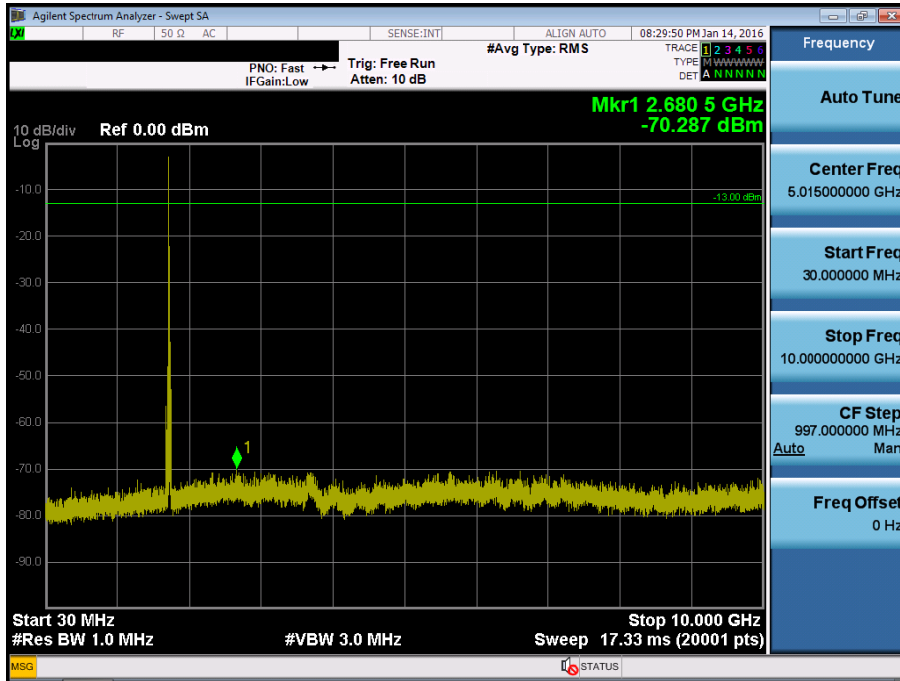 Agilent Spectrum Analyzer - Swept SA
LXI RF 50 Ω AC SENSE:INT ALIGN AUTO 08:29:50 PM Jan 14, 2016
#Avg Type: RMS TRACE 1 2 3 4 5 6
PNO: Fast Trig: Free Run TYPE M WWWWW
IFGain:Low Atten: 10 dB DET A N N N N N
Mkr1 2.680 5 GHz
-70.287 dBm
10 dB/div Ref 0.00 dBm
Log
-10.0
-13.00 dBm
-20.0
-30.0
-40.0
-50.0
-60.0
1
-70.0
-80.0
-90.0
Start 30 MHz Stop 10.000 GHz
#Res BW 1.0 MHz #VBW 3.0 MHz Sweep 17.33 ms (20001 pts)
MSG STATUS
Frequency
Auto Tune
Center Freq
5.015000000 GHz
Start Freq
30.000000 MHz
Stop Freq
10.000000000 GHz
CF Step
997.000000 MHz
Auto Man
Freq Offset
0 Hz